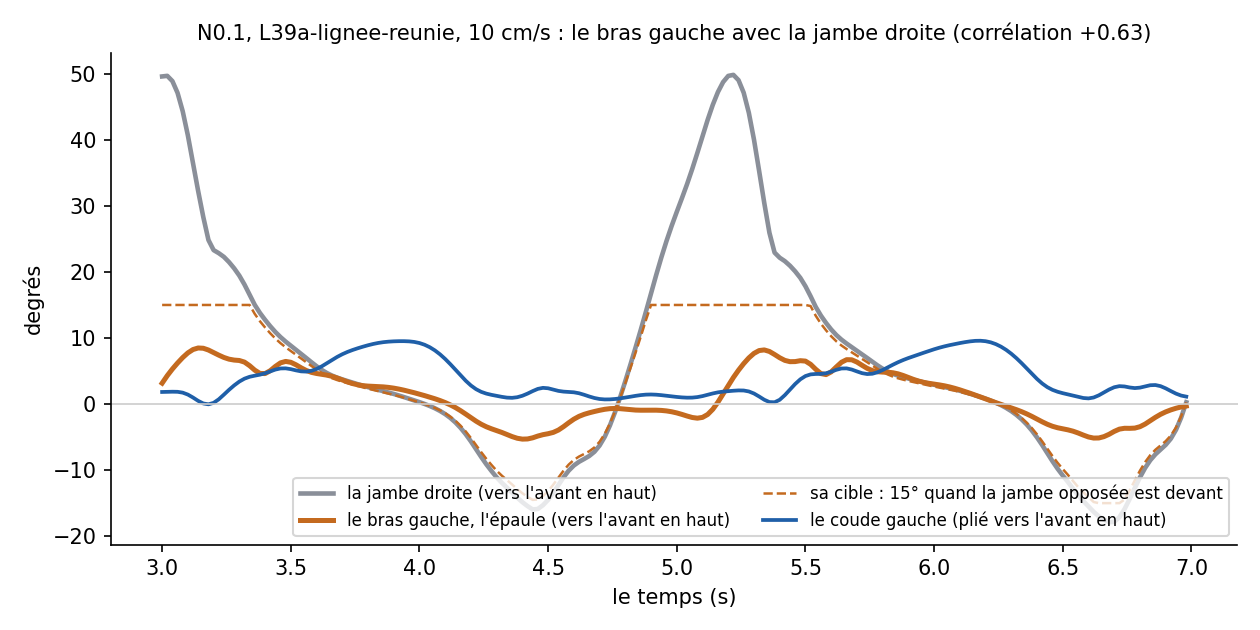 N0.1, L39a-lignee-reunie, 10 cm/s : le bras gauche avec la jambe droite (corrélation +0.63)
50
40
30
20
10
0
−10
−20
degrés
la jambe droite (vers l'avant en haut)
le bras gauche, l'épaule (vers l'avant en haut)
sa cible : 15° quand la jambe opposée est devant
le coude gauche (plié vers l'avant en haut)
3.0 3.5 4.0 4.5 5.0 5.5 6.0 6.5 7.0
le temps (s)